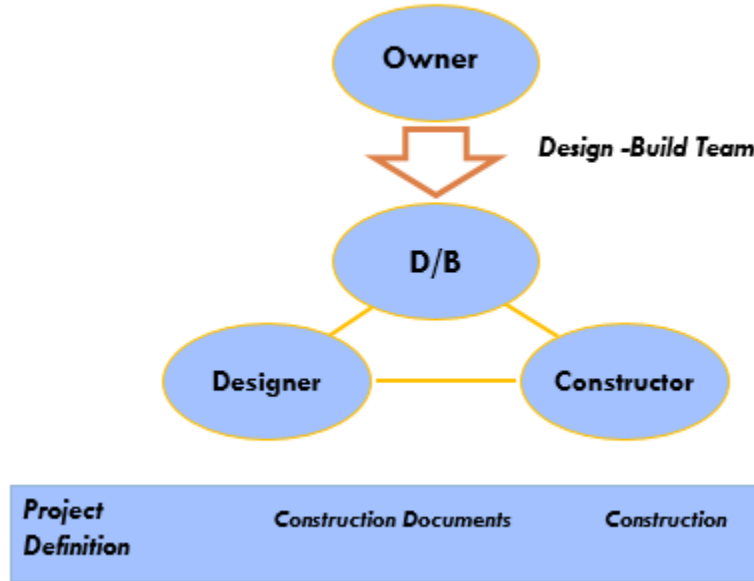 Owner
Design -Build Team
D/B
Designer
Constructor
Project
Definition
Construction Documents
Construction